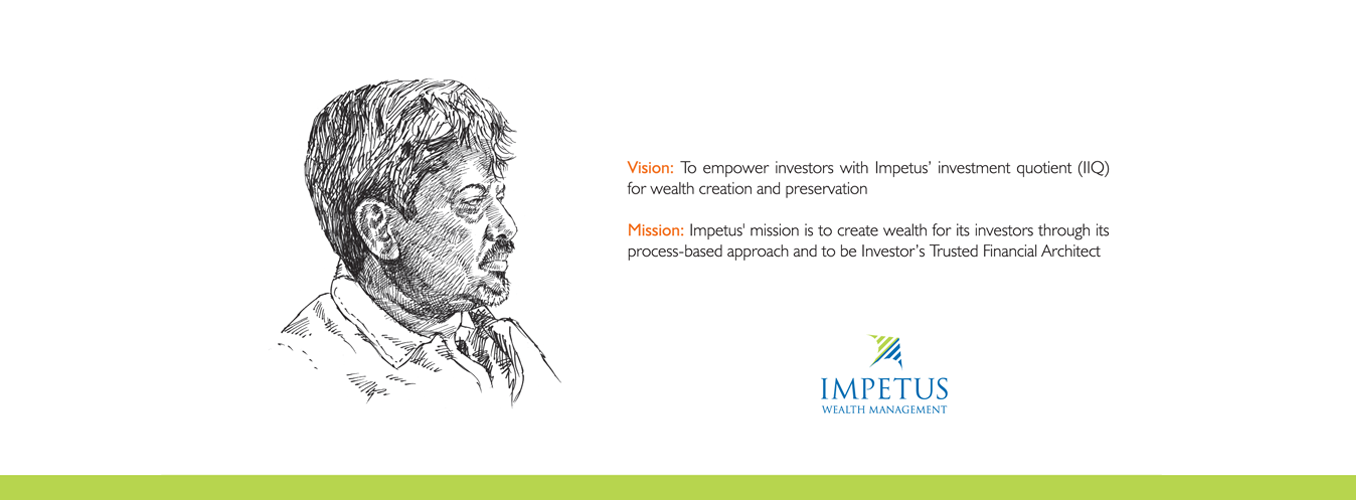 Vision: To empower investors with Impetus’ investment quotient (IIQ)
for wealth creation and preservation
Mission: Impetus' mission is to create wealth for its investors through its
process-based approach and to be Investor’s Trusted Financial Architect
IMPETUS
WEALTH MANAGEMENT